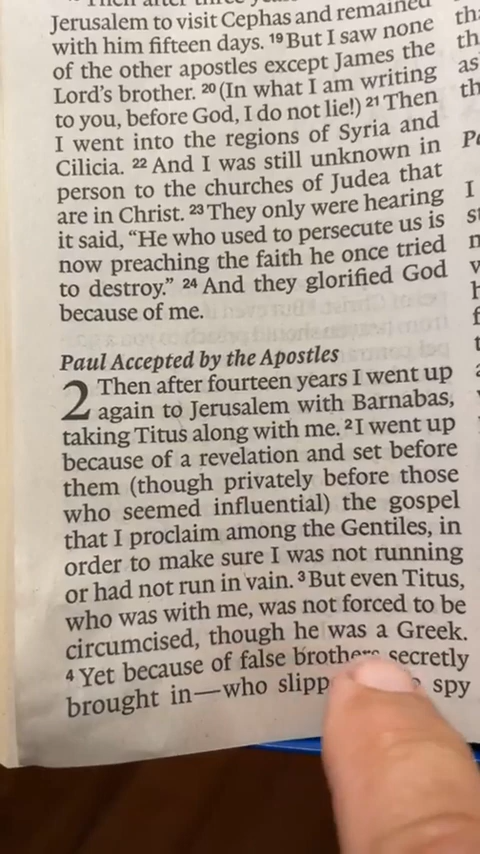 Jerusalem to visit Cephas and remained
with him fifteen days. 19 But I saw none
of the other apostles except James the
Lord's brother. 20 (In what I am writing
to you, before God, I do not lie!) 21 Then
I went into the regions of Syria and
Cilicia. 22 And I was still unknown in
person to the churches of Judea that
are in Christ. 23 They only were hearing
it said, “He who used to persecute us is
now preaching the faith he once tried
to destroy.” 24 And they glorified God
because of me.
Paul Accepted by the Apostles
2 Then after fourteen years I went up
again to Jerusalem with Barnabas,
taking Titus along with me. 2 I went up
because of a revelation and set before
them (though privately before those
who seemed influential) the gospel
that I proclaim among the Gentiles, in
order to make sure I was not running
or had not run in vain. 3 But even Titus,
who was with me, was not forced to be
circumcised, though he was a Greek.
4 Yet because of false brothers secretly
brought in—who spy